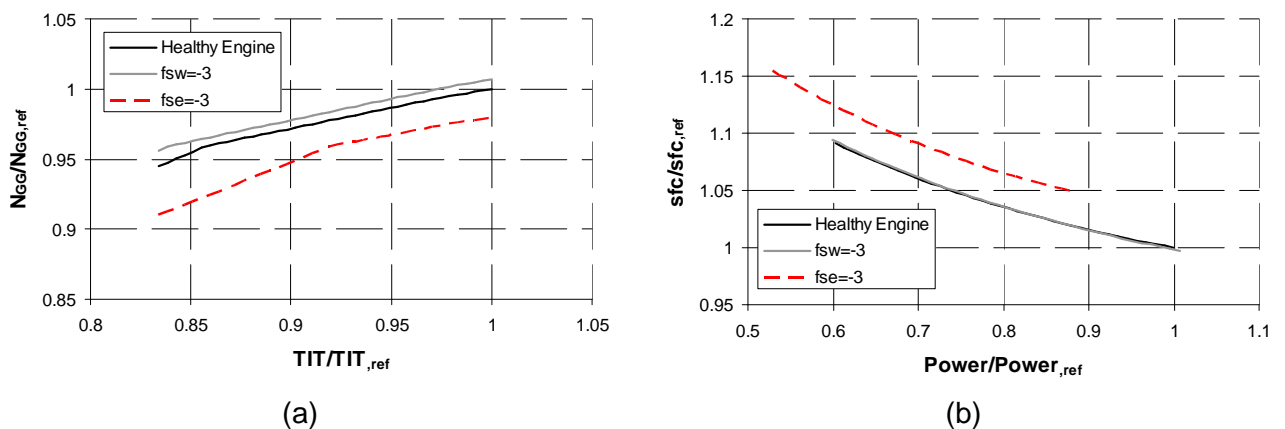 1.05
1
0.95
0.9
0.85
NGG/NGG,ref
Healthy Engine
fsw=-3
fse=-3
0.8 0.85 0.9 0.95 1 1.05
TIT/TIT,ref
(a)
1.2
1.15
1.1
1.05
1
0.95
sfc/sfc,ref
Healthy Engine
fsw=-3
fse=-3
0.5 0.6 0.7 0.8 0.9 1 1.1
Power/Power,ref
(b)